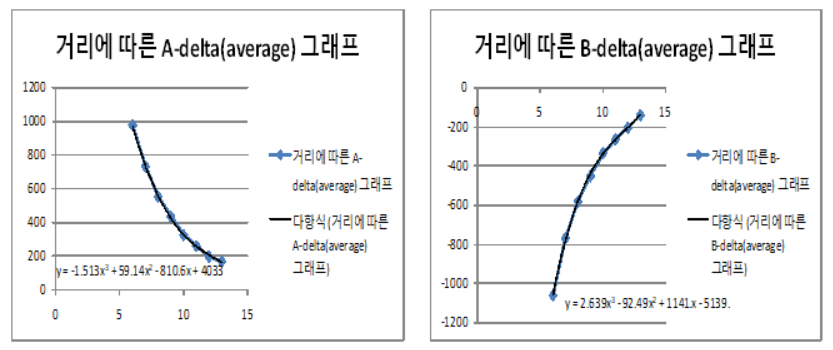 거리에 따른 A-delta(average) 그래프
1200
1000
800
600
400
200
0
0 5 10 15
y = -1.513x³ + 59.14x² - 810.6x + 4033
거리에 따른 A-
delta(average) 그래프
다항식 (거리에 따른
A-delta(average)
그래프)
거리에 따른 B-delta(average) 그래프
0
-200
-400
-600
-800
-1000
-1200
0 5 10 15
y = 2.639x³ - 92.49x² + 1141.x - 5139.
거리에 따른 B-
delta(average) 그래프
다항식 (거리에 따른
B-delta(average)
그래프)